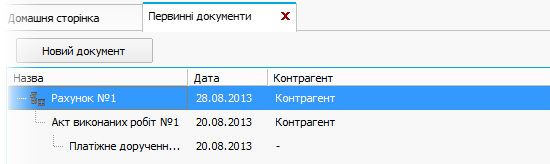 Домашня сторінка Первинні документи
Новий документ
Назва Дата Контрагент
Рахунок №1 28.08.2013 Контрагент
Акт виконаних робіт №1 20.08.2013 Контрагент
Платіжне дорученн... 20.08.2013 -